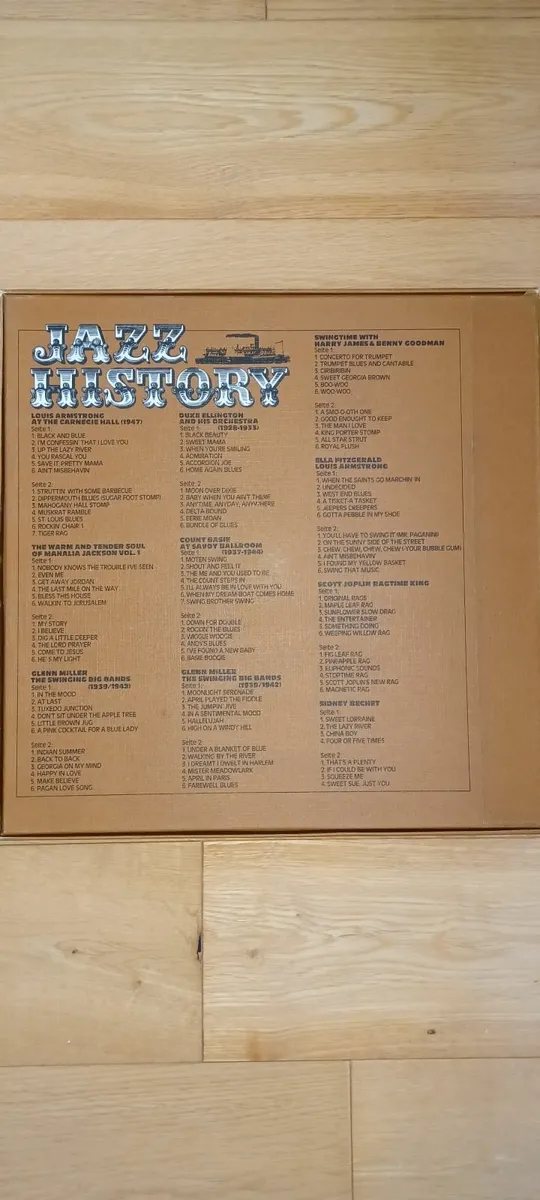 JAZZ
HISTORY
LOUIS ARMSTRONG
AT THE CARNEGIE HALL (1947)
Seite 1:
1. BLACK AND BLUE
2. I'M CONFESSIN' THAT I LOVE YOU
3. UP THE LAZY RIVER
4. YOU RASCAL YOU
5. SAVE IT, PRETTY MAMA
6. AIN'T MISBEHAVIN'
Seite 2:
1. STRUTTIN' WITH SOME BARBECUE
2. DIPPERMOUTH BLUES (SUGAR FOOT STOMP)
3. MAHOGANY HALL STOMP
4. MUSKRAT RAMBLE
5. ST. LOUIS BLUES
6. ROCKIN' CHAIR 1
7. TIGER RAG
THE WARM AND TENDER SOUL
OF MAHALIA JACKSON VOL. 1
Seite 1:
1. NOBODY KNOWS THE TROUBLE I'VE SEEN
2. EVEN ME
3. GET AWAY JORDAN
4. THE LAST MILE ON THE WAY
5. BLESS THIS HOUSE
6. WALKIN' TO JERUSALEM
Seite 2:
1. MY STORY
2. I BELIEVE
3. DIG A LITTLE DEEPER
4. THE LORD PRAYER
5. COME TO JESUS
6. HE'S MY LIGHT
GLENN MILLER
THE SWINGING BIG BANDS
Seite 1: (1939/1942)
1. IN THE MOOD
2. AT LAST
3. TUXEDO JUNCTION
4. DON'T SIT UNDER THE APPLE TREE
5. LITTLE BROWN JUG
6. A PINK COCKTAIL FOR A BLUE LADY
Seite 2:
1. INDIAN SUMMER
2. BACK TO BACK
3. GEORGIA ON MY MIND
4. HAPPY IN LOVE
5. MAKE BELIEVE
6. PAGAN LOVE SONG
DUKE ELLINGTON
AND HIS ORCHESTRA
Seite 1: (1928-1933)
1. BLACK BEAUTY
2. SWEET MAMA
3. WHEN YOU'RE SMILING
4. ADMIRATION
5. ACCORDION JOE
6. HOME AGAIN BLUES
Seite 2:
1. MOON OVER DIXIE
2. BABY WHEN YOU AIN'T THERE
3. ANYTIME, ANYDAY, ANYWHERE
4. DELTA BOUND
5. EERIE MOAN
6. BUNDLE OF BLUES
COUNT BASIE
AT SAVOY BALLROOM
Seite 1: (1937-1944)
1. MOTEN SWING
2. SHOUT AND FEEL IT
3. THE ME AND YOU USED TO BE
4. THE COUNT STEPS IN
5. I'LL ALWAYS BE IN LOVE WITH YOU
6. WHEN MY DREAM BOAT COMES HOME
7. SWING BROTHER SWING
Seite 2:
1. DOWN FOR DOUBLE
2. ROCKIN' THE BLUES
3. WIGGLE WOOGIE
4. ANDY'S BLUES
5. I'VE FOUND A NEW BABY
6. BASIE BOOGIE
GLENN MILLER
THE SWINGING BIG BANDS
Seite 1: (1939/1942)
1. MOONLIGHT SERENADE
2. APRIL PLAYED THE FIDDLE
3. THE JUMPIN' JIVE
4. IN A SENTIMENTAL MOOD
5. HALLELUJAH
6. HIGH ON A WINDY HILL
Seite 2:
1. UNDER A BLANKET OF BLUE
2. WALKING BY THE RIVER
3. I DREAMT I DWELT IN HARLEM
4. MISTER MEADOWLARK
5. APRIL IN PARIS
6. FAREWELL BLUES
SWINGTIME WITH
HARRY JAMES & BENNY GOODMAN
Seite 1:
1. CONCERTO FOR TRUMPET
2. TRUMPET BLUES AND CANTABILE
3. CIRIBIRIBIN
4. SWEET GEORGIA BROWN
5. BOO-WOO
6. WOO-WOO
Seite 2:
1. A SMO-O-OTH ONE
2. GOOD ENOUGHT TO KEEP
3. THE MAN I LOVE
4. KING PORTER STOMP
5. ALL STAR STRUT
6. ROYAL FLUSH
ELLA FITZGERALD
LOUIS ARMSTRONG
Seite 1:
1. WHEN THE SAINTS GO MARCHIN' IN
2. UNDECIDED
3. WEST END BLUES
4. A TISKET-A TASKET
5. JEEPERS CREEPERS
6. GOTTA PEBBLE IN MY SHOE
Seite 2:
1. YOU'LL HAVE TO SWING IT (MR. PAGANINI)
2. ON THE SUNNY SIDE OF THE STREET
3. CHEW, CHEW, CHEW, CHEW (YOUR BUBBLE GUM)
4. AIN'T MISBEHAVIN'
5. I FOUND MY YELLOW BASKET
6. SWING THAT MUSIC
SCOTT JOPLIN RAGTIME KING
Seite 1:
1. ORIGINAL RAGS
2. MAPLE LEAF RAG
3. SUNFLOWER SLOW DRAG
4. THE ENTERTAINER
5. SOMETHING DOING
6. WEEPING WILLOW RAG
Seite 2:
1. FIG LEAF RAG
2. PINEAPPLE RAG
3. EUPHONIC SOUNDS
4. STOPTIME RAG
5. SCOTT JOPLIN'S NEW RAG
6. MAGNETIC RAG
SIDNEY BECHET
Seite 1:
1. SWEET LORRAINE
2. THE LAZY RIVER
3. CHINA BOY
4. FOUR OR FIVE TIMES
Seite 2:
1. THAT'S A PLENTY
2. IF I COULD BE WITH YOU
3. SQUEEZE ME
4. SWEET SUE, JUST YOU